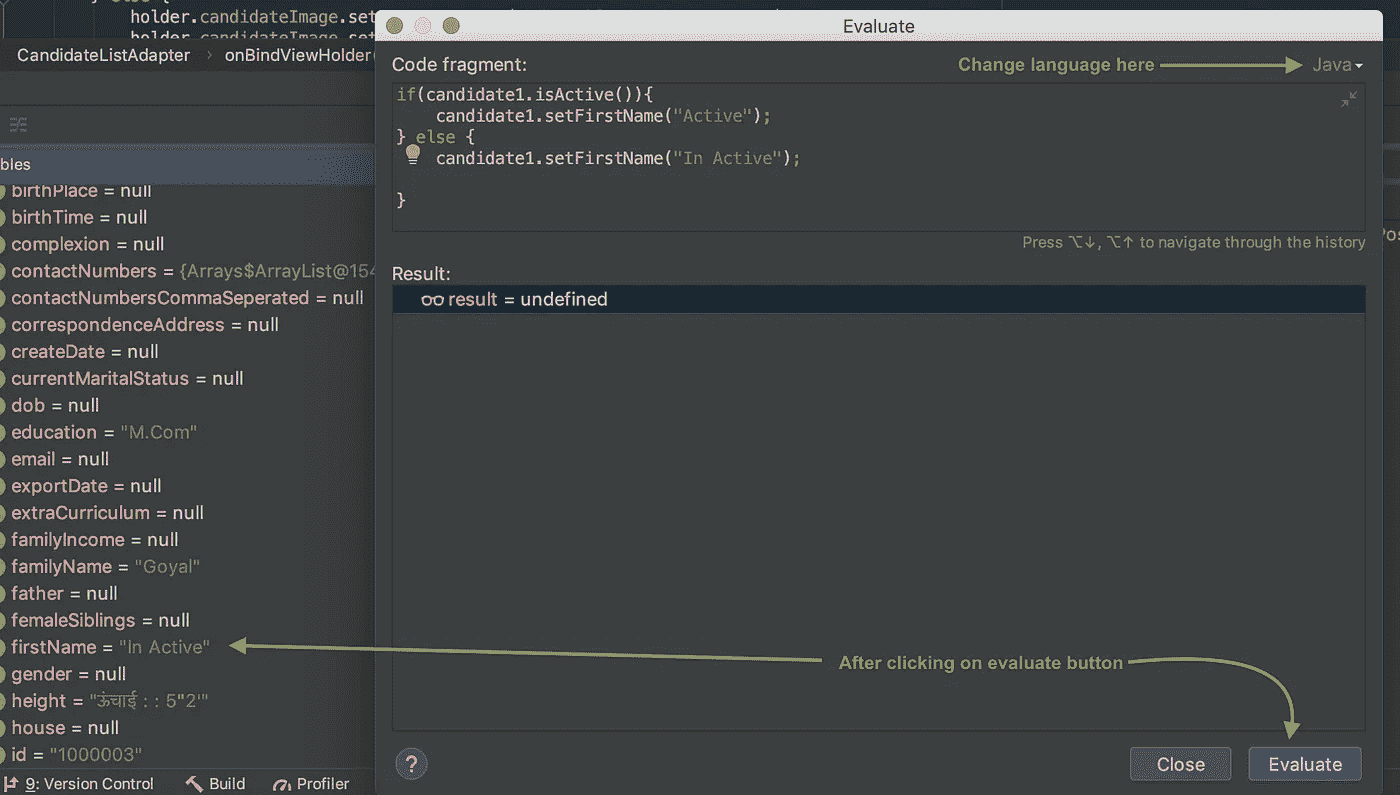 } else {
holder.candidateImage.set
holder.candidateImage.set
CandidateListAdapter > onBindViewHolder(
bles
birthPlace = null
birthTime = null
complexion = null
contactNumbers = {Arrays$ArrayList@154
contactNumbersCommaSeperated = null
correspondenceAddress = null
createDate = null
currentMaritalStatus = null
dob = null
education = "M.Com"
email = null
exportDate = null
extraCurriculum = null
familyIncome = null
familyName = "Goyal"
father = null
femaleSiblings = null
firstName = "In Active"
gender = null
height = "ऊंचाई : : 5"2'"
house = null
id = "1000003"
9: Version Control Build Profiler
Evaluate
Code fragment:
Change language here
Java
if(candidate1.isActive()){
candidate1.setFirstName("Active");
} else {
candidate1.setFirstName("In Active");
}
Press ⌥↓, ⌥↑ to navigate through the history
Result:
result = undefined
After clicking on evaluate button
?
Close
Evaluate